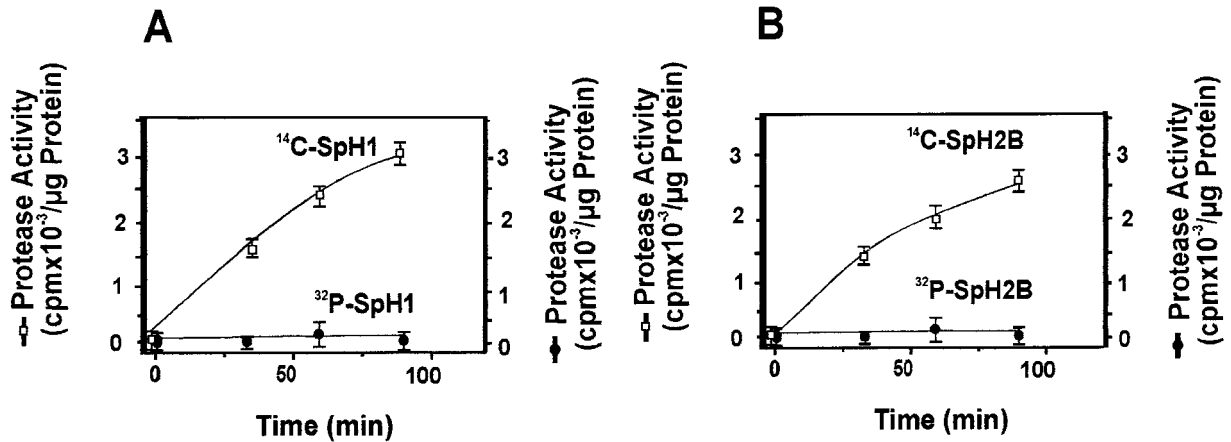 A
B
Protease Activity
(cpmx10⁻³/µg Protein)
3
2
1
0
¹⁴C-SpH1
³²P-SpH1
3
2
1
0
Protease Activity
(cpmx10⁻³/µg Protein)
0
50
100
Time (min)
Protease Activity
(cpmx10⁻³/µg Protein)
3
2
1
0
¹⁴C-SpH2B
³²P-SpH2B
3
2
1
0
Protease Activity
(cpmx10⁻³/µg Protein)
0
50
100
Time (min)